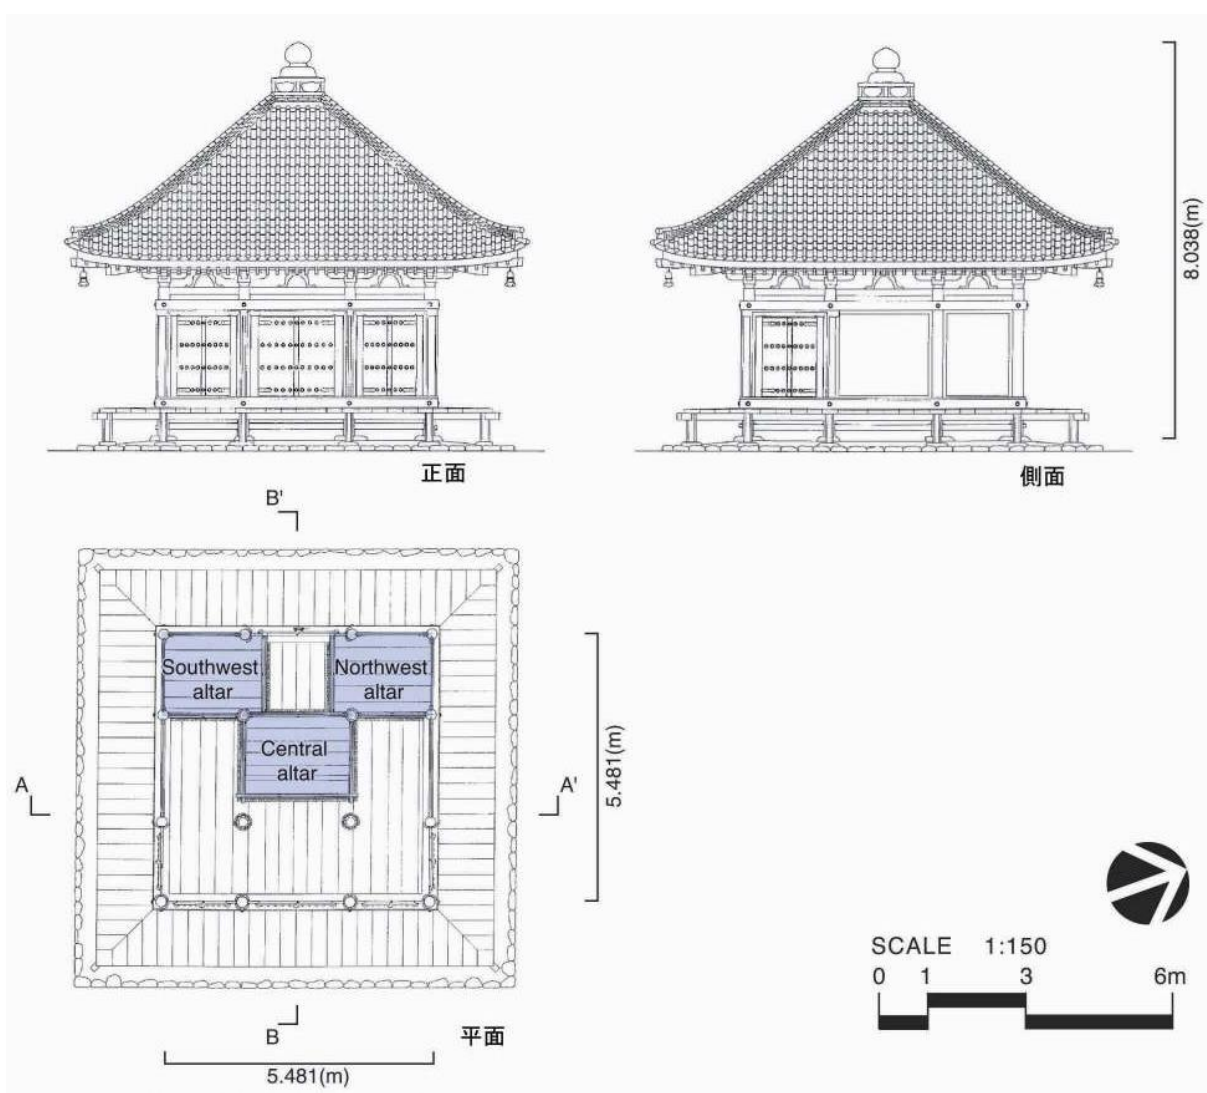 8.038(m)
正面
側面
B'
Southwest
altar
Northwest
altar
Central
altar
A
A'
5.481(m)
B
平面
5.481(m)
SCALE 1:150
0 1 3 6m